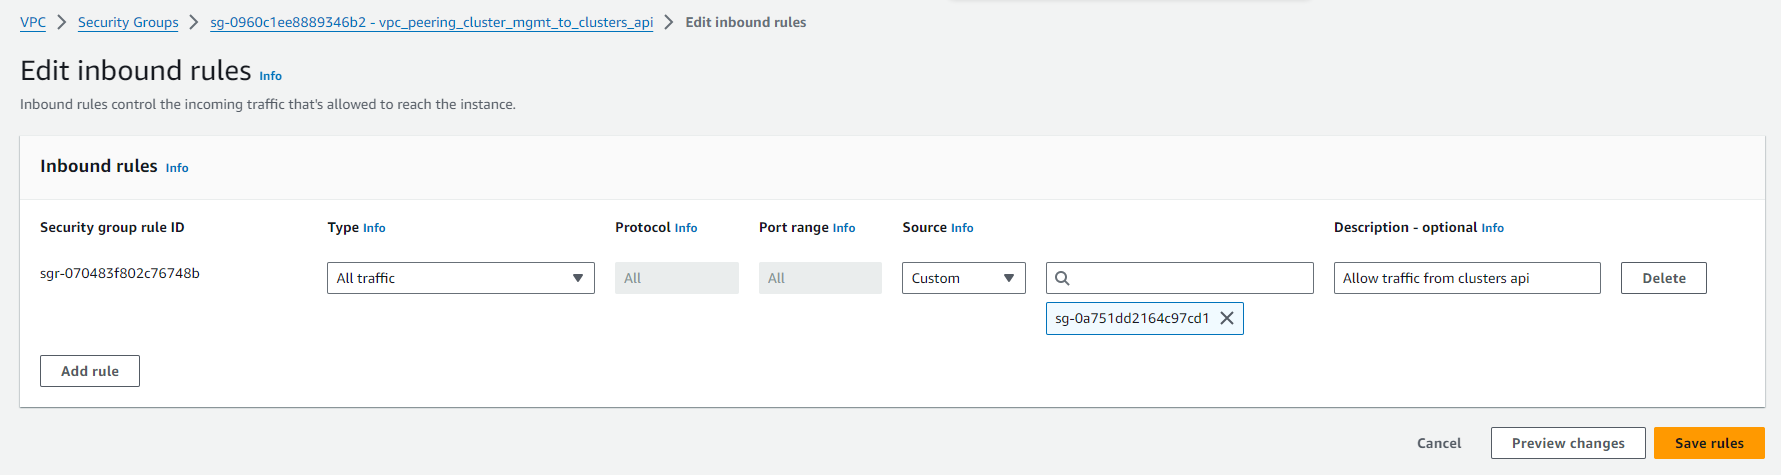 VPC > Security Groups > sg-0960c1ee8889346b2 - vpc_peering_cluster_mgmt_to_clusters_api > Edit inbound rules
Edit inbound rules Info
Inbound rules control the incoming traffic that's allowed to reach the instance.
Inbound rules Info
Security group rule ID Type Info Protocol Info Port range Info Source Info Description - optional Info
sgr-070483f802c76748b All traffic All All Custom Allow traffic from clusters api Delete
sg-0a751dd2164c97cd1
Add rule
Cancel Preview changes Save rules